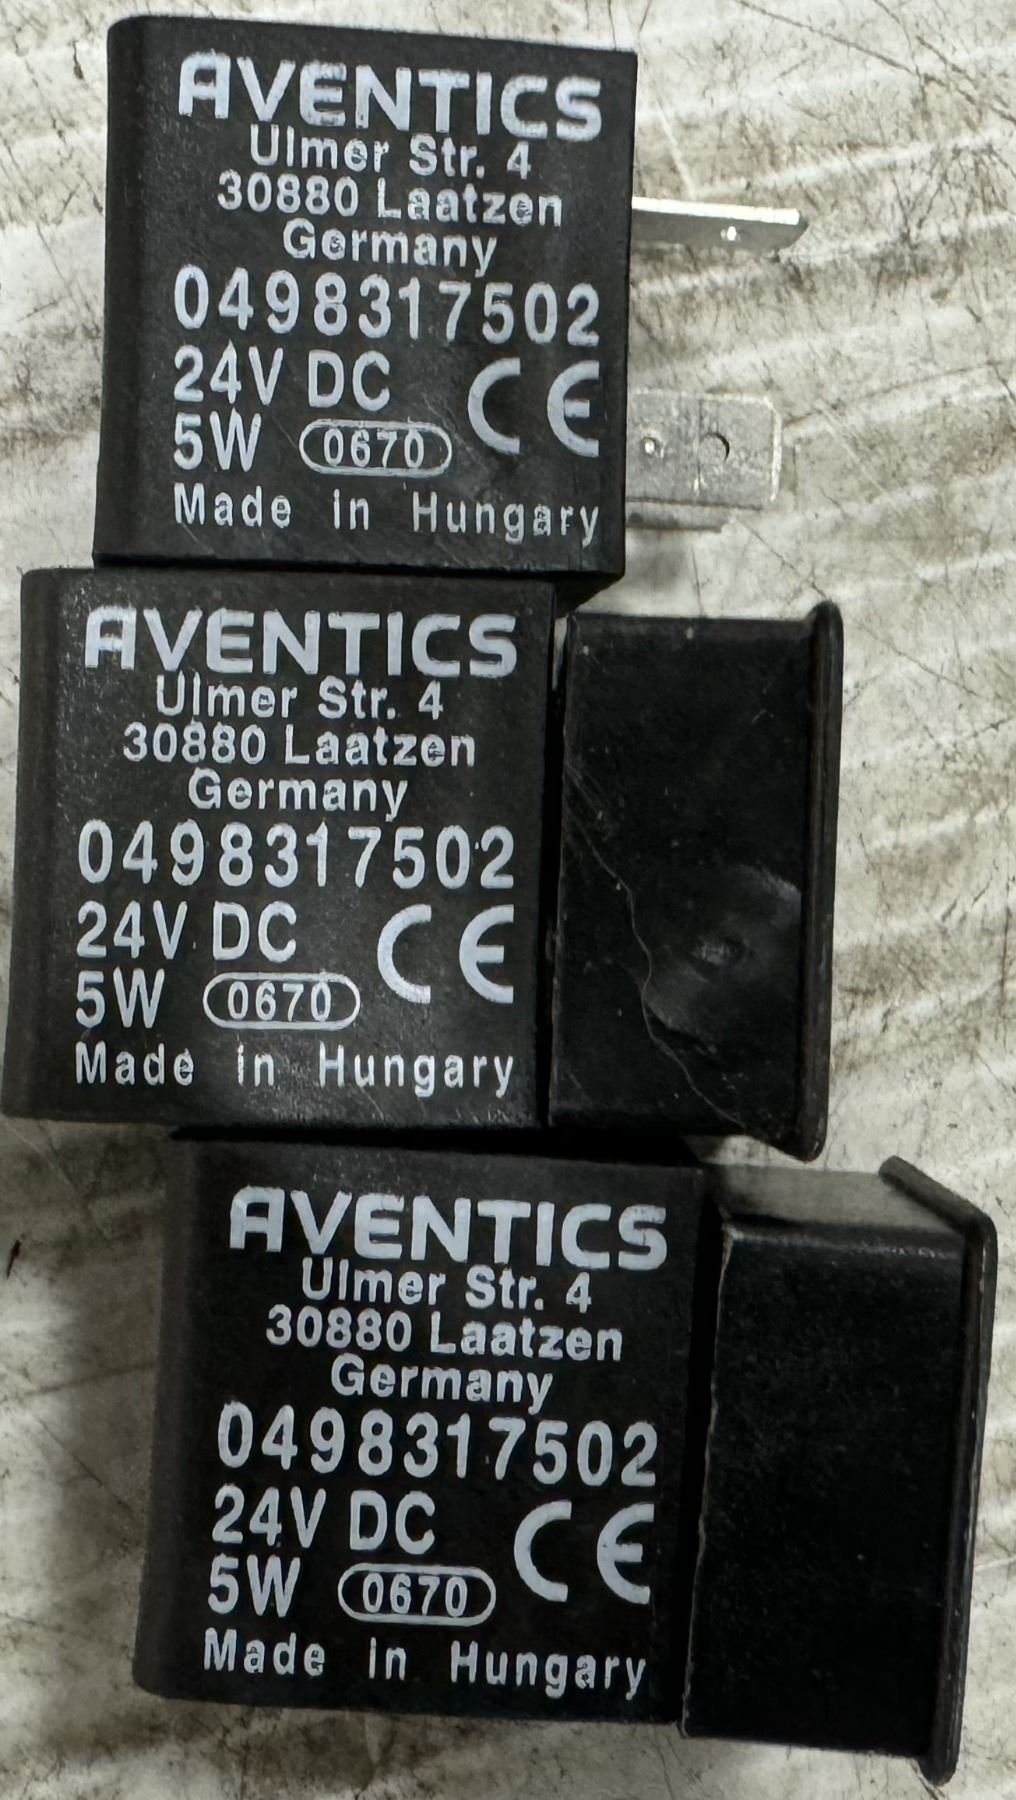 AVENTICS
Ulmer Str. 4
30880 Laatzen
Germany
0498317502
24V DC CE
5W 0670
Made in Hungary
AVENTICS
Ulmer Str. 4
30880 Laatzen
Germany
0498317502
24V DC CE
5W 0670
Made in Hungary
AVENTICS
Ulmer Str. 4
30880 Laatzen
Germany
0498317502
24V DC CE
5W 0670
Made in Hungary